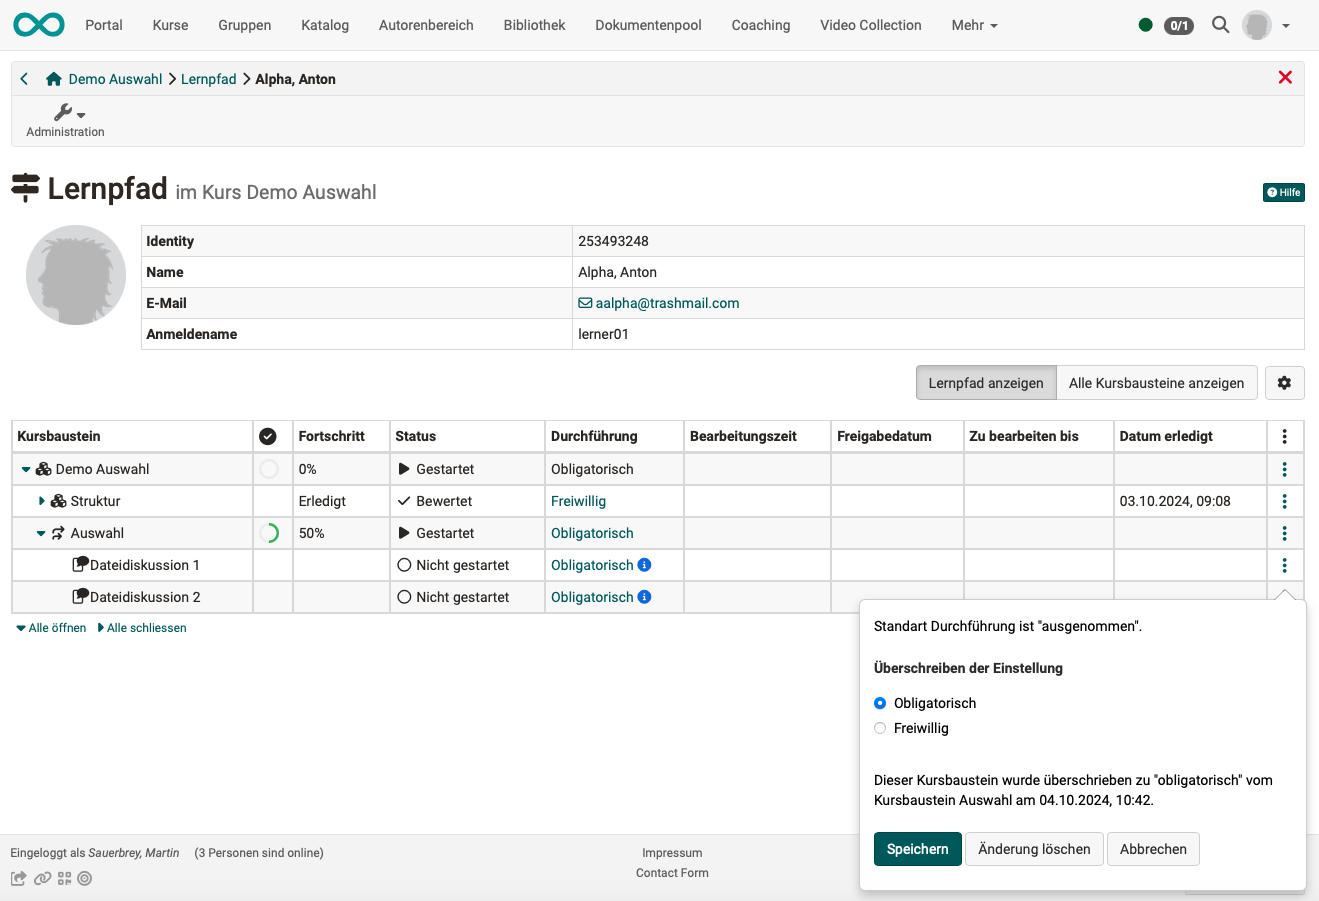 Portal Kurse Gruppen Katalog Autorenbereich Bibliothek Dokumentenpool Coaching Video Collection Mehr 0/1
Demo Auswahl Lernpfad Alpha, Anton
Administration
Lernpfad im Kurs Demo Auswahl
Hilfe
Identity 253493248
Name Alpha, Anton
E-Mail aalpha@trashmail.com
Anmeldename lerner01
Lernpfad anzeigen Alle Kursbausteine anzeigen
Kursbaustein Fortschritt Status Durchführung Bearbeitungszeit Freigabedatum Zu bearbeiten bis Datum erledigt
Demo Auswahl 0% Gestartet Obligatorisch
Struktur Erledigt Bewertet Freiwillig 03.10.2024, 09:08
Auswahl 50% Gestartet Obligatorisch
Dateidiskussion 1 Nicht gestartet Obligatorisch
Dateidiskussion 2 Nicht gestartet Obligatorisch
Alle öffnen Alle schliessen
Standart Durchführung ist "ausgenommen".
Überschreiben der Einstellung
Obligatorisch
Freiwillig
Dieser Kursbaustein wurde überschrieben zu "obligatorisch" vom
Kursbaustein Auswahl am 04.10.2024, 10:42.
Speichern Änderung löschen Abbrechen
Eingeloggt als Sauerbrey, Martin (3 Personen sind online)
Impressum
Contact Form